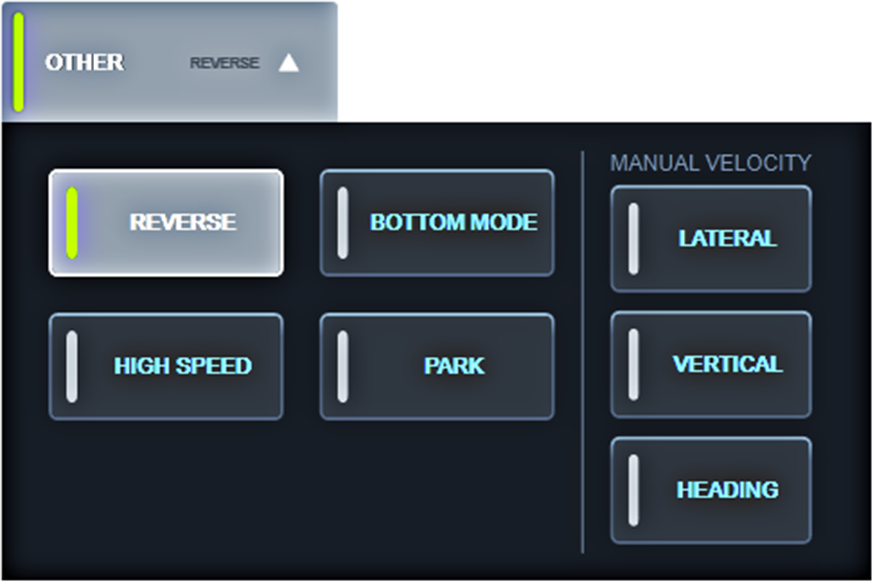 OTHER REVERSE
REVERSE
BOTTOM MODE
HIGH SPEED
PARK
MANUAL VELOCITY
LATERAL
VERTICAL
HEADING